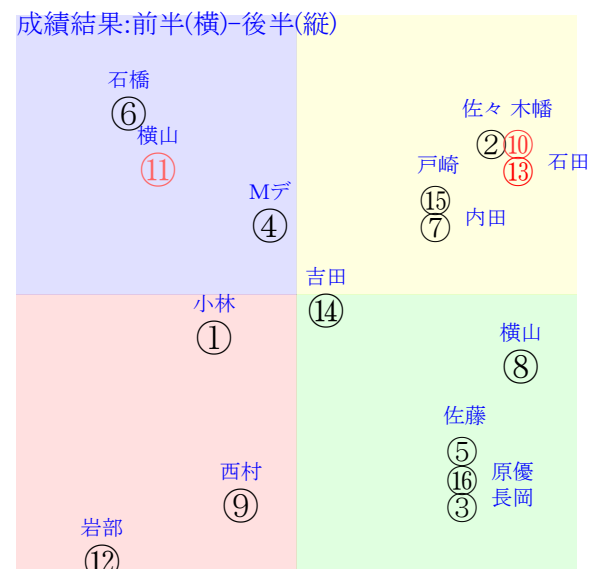 成績結果:前半(横)-後半(縦)
石橋
⑥
横山
⑪
Mデ
④
佐々 木幡
② ⑩
戸崎
⑬ 石田
⑮
⑦ 内田
吉田
⑭
小林
①
横山
⑧
佐藤
⑤
⑯ 原優
③ 長岡
西村
⑨
岩部
⑫